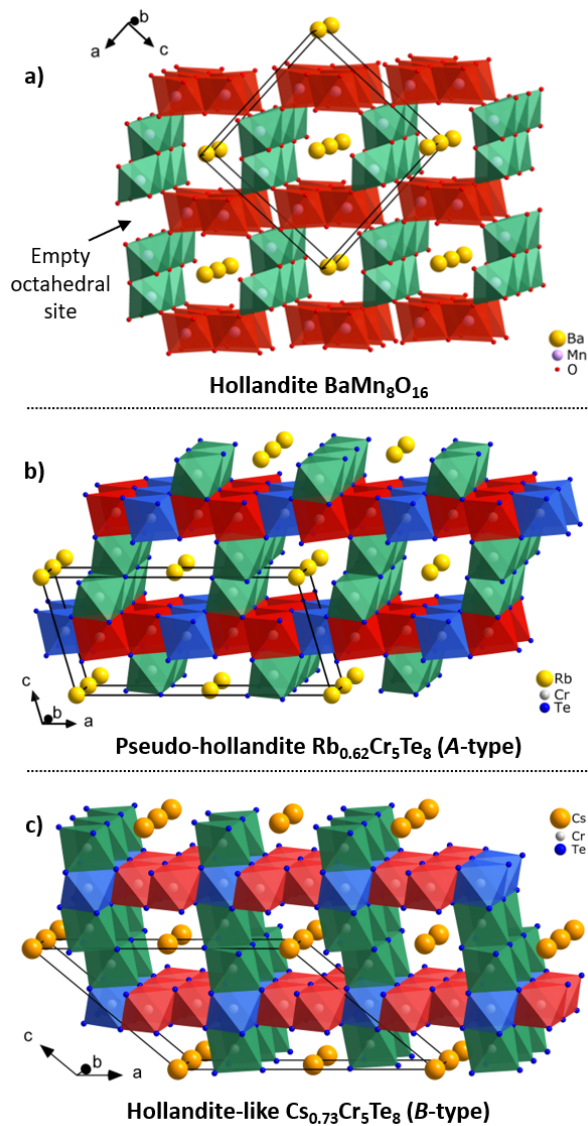 b
a
c
a)
Empty
octahedral
site
Ba
Mn
O
Hollandite BaMn₈O₁₆
b)
c
b
a
Rb
Cr
Te
Pseudo-hollandite Rb₀.₆₂Cr₅Te₈ (A-type)
c)
Cs
Cr
Te
c
b
a
Hollandite-like Cs₀.₇₃Cr₅Te₈ (B-type)